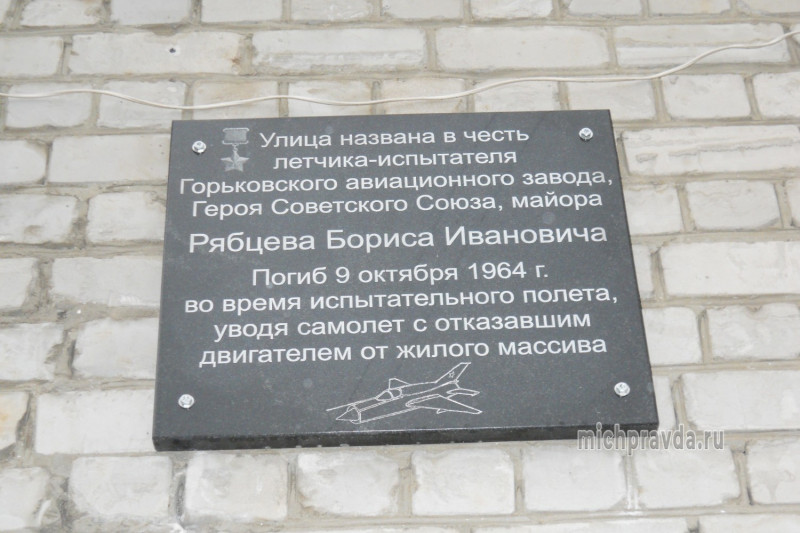 Улица названа в честь
летчика-испытателя
Горьковского авиационного завода,
Героя Советского Союза, майора
Рябцева Бориса Ивановича
Погиб 9 октября 1964 г.
во время испытательного полета,
уводя самолет с отказавшим
двигателем от жилого массива
michpravda.ru